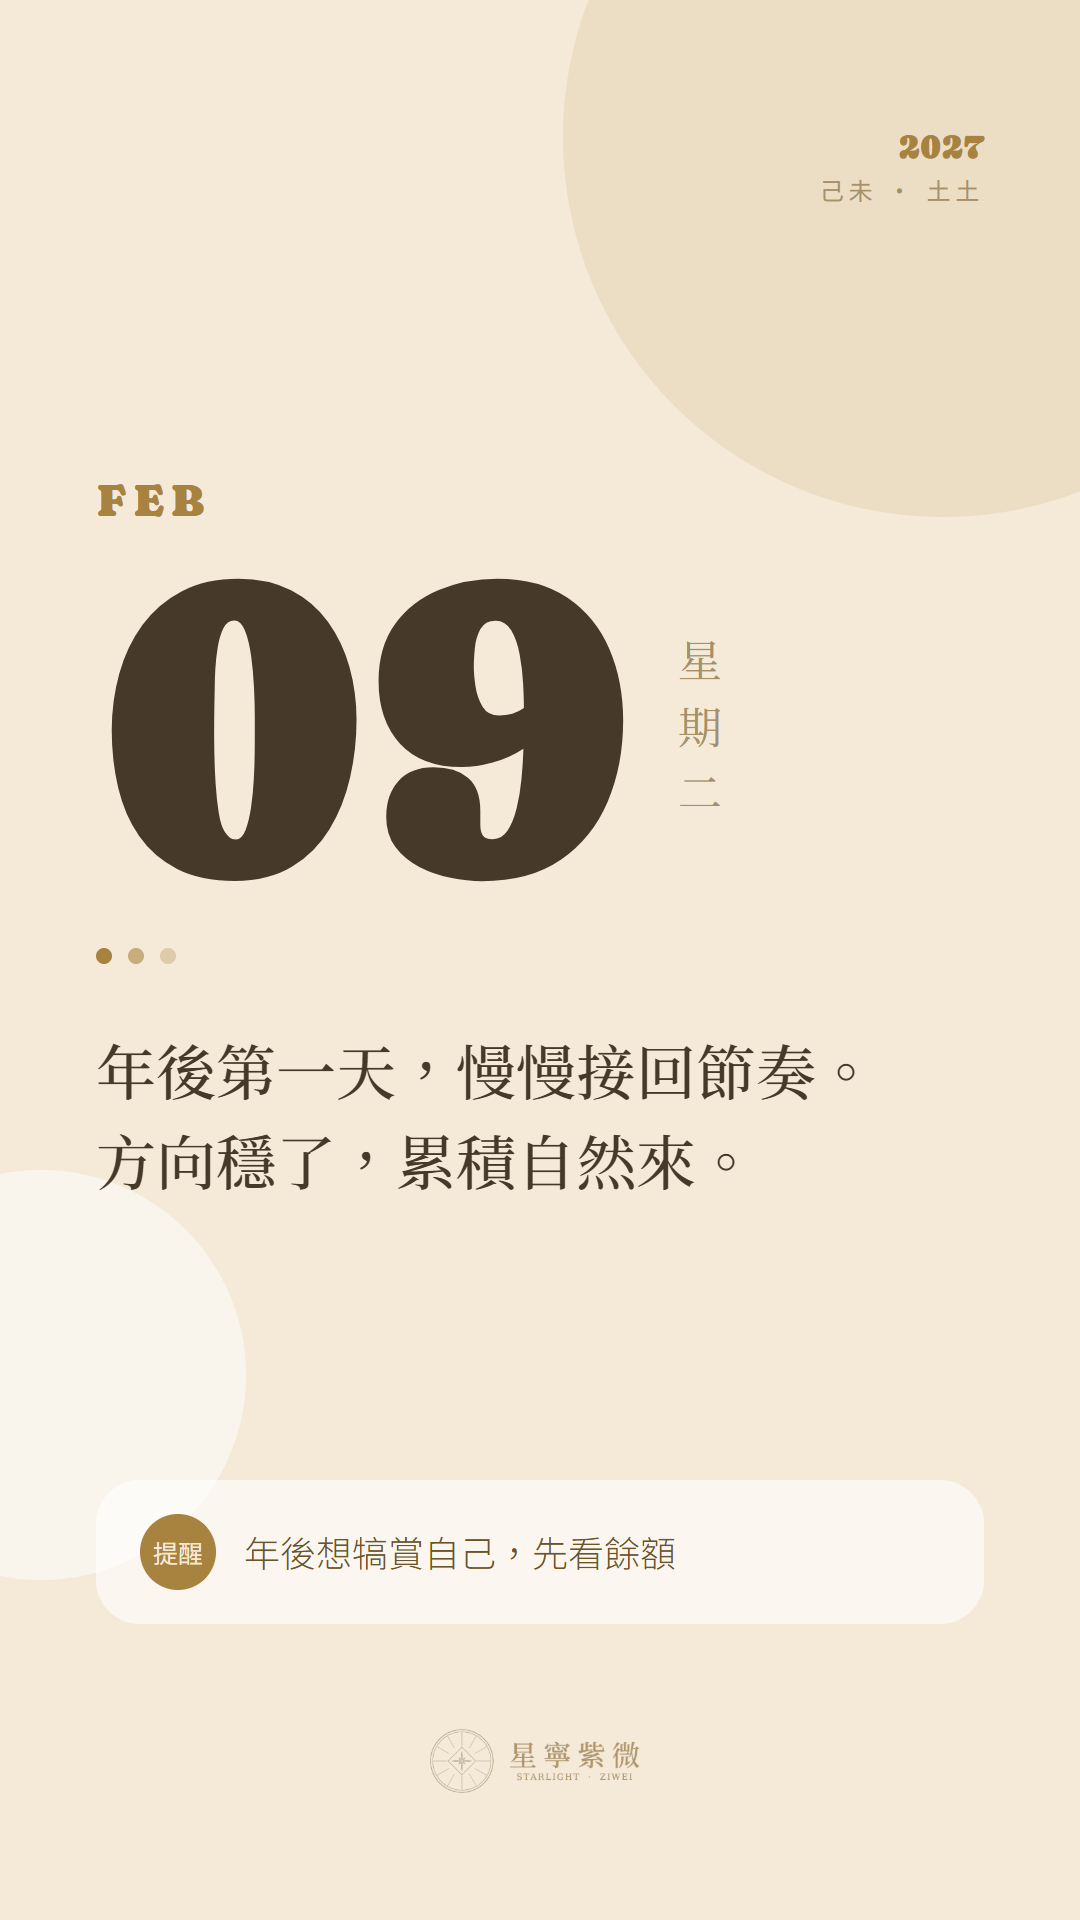 2027
己未 · 土土
FEB
09
星期二
年後第一天，慢慢接回節奏。
方向穩了，累積自然來。
提醒
年後想犒賞自己，先看餘額
星寧紫微
STARLIGHT · ZIWEI